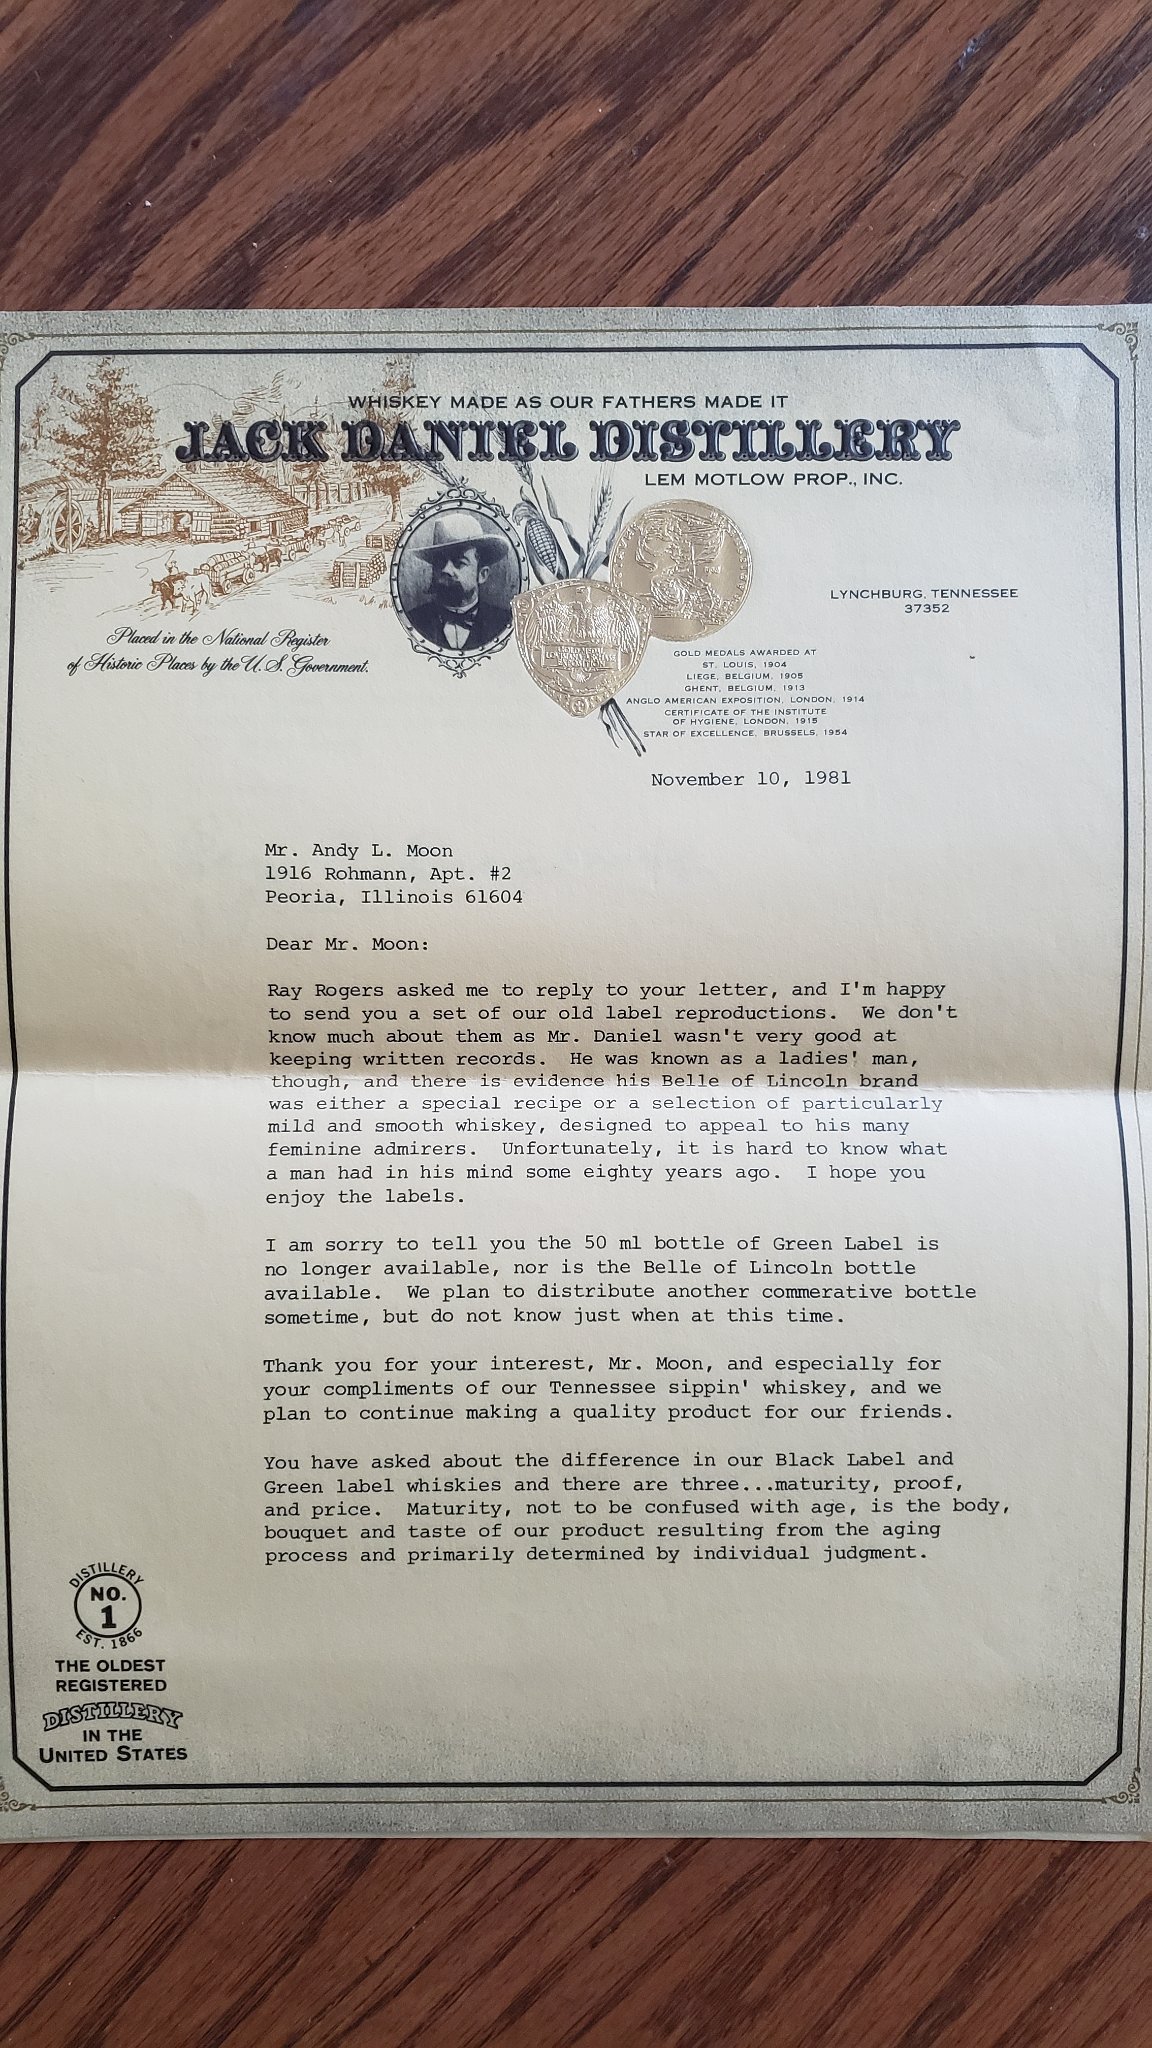 WHISKEY MADE AS OUR FATHERS MADE IT
JACK DANIEL DISTILLERY
LEM MOTLOW PROP., INC.
LYNCHBURG, TENNESSEE
37352
Placed in the National Register
of Historic Places by the U.S. Government.
GOLD MEDALS AWARDED AT
ST. LOUIS, 1904
LIEGE, BELGIUM, 1905
GHENT, BELGIUM, 1913
ANGLO AMERICAN EXPOSITION, LONDON, 1914
CERTIFICATE OF THE INSTITUTE
OF HYGIENE, LONDON, 1915
STAR OF EXCELLENCE, BRUSSELS, 1954
November 10, 1981
Mr. Andy L. Moon
1916 Rohmann, Apt. #2
Peoria, Illinois 61604
Dear Mr. Moon:
Ray Rogers asked me to reply to your letter, and I'm happy
to send you a set of our old label reproductions. We don't
know much about them as Mr. Daniel wasn't very good at
keeping written records. He was known as a ladies' man,
though, and there is evidence his Belle of Lincoln brand
was either a special recipe or a selection of particularly
mild and smooth whiskey, designed to appeal to his many
feminine admirers. Unfortunately, it is hard to know what
a man had in his mind some eighty years ago. I hope you
enjoy the labels.
I am sorry to tell you the 50 ml bottle of Green Label is
no longer available, nor is the Belle of Lincoln bottle
available. We plan to distribute another commerative bottle
sometime, but do not know just when at this time.
Thank you for your interest, Mr. Moon, and especially for
your compliments of our Tennessee sippin' whiskey, and we
plan to continue making a quality product for our friends.
You have asked about the difference in our Black Label and
Green label whiskies and there are three...maturity, proof,
and price. Maturity, not to be confused with age, is the body,
bouquet and taste of our product resulting from the aging
process and primarily determined by individual judgment.
DISTILLERY
NO.
1
EST. 1866
THE OLDEST
REGISTERED
DISTILLERY
IN THE
UNITED STATES